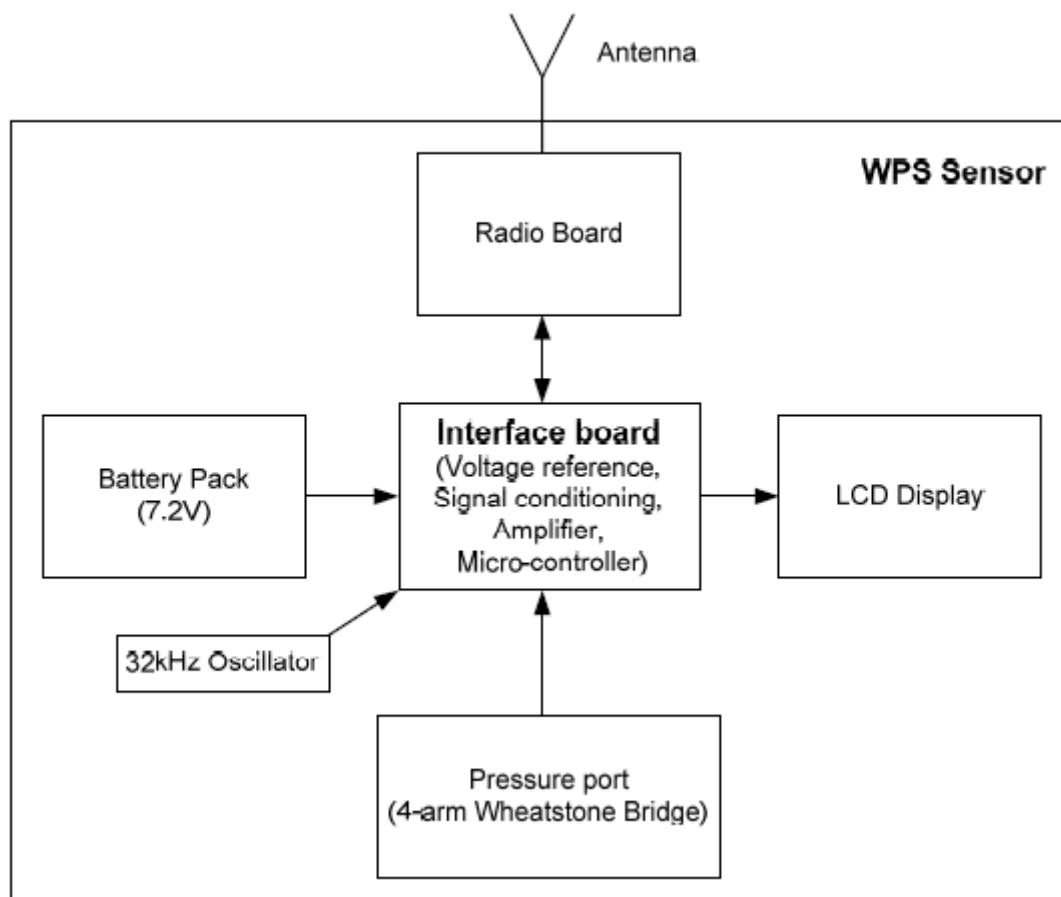 Antenna
WPS Sensor
Radio Board
Interface board
(Voltage reference,
Signal conditioning,
Amplifier,
Micro-controller)
Battery Pack
(7.2V)
LCD Display
32kHz Oscillator
Pressure port
(4-arm Wheatstone Bridge)